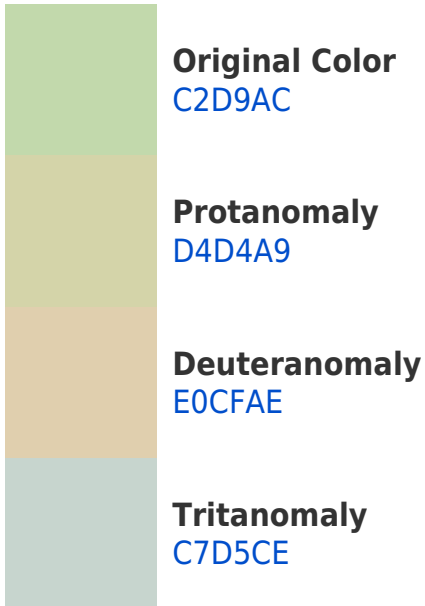 Original Color
C2D9AC
Protanomaly
D4D4A9
Deuteranomaly
E0CFAE
Tritanomaly
C7D5CE